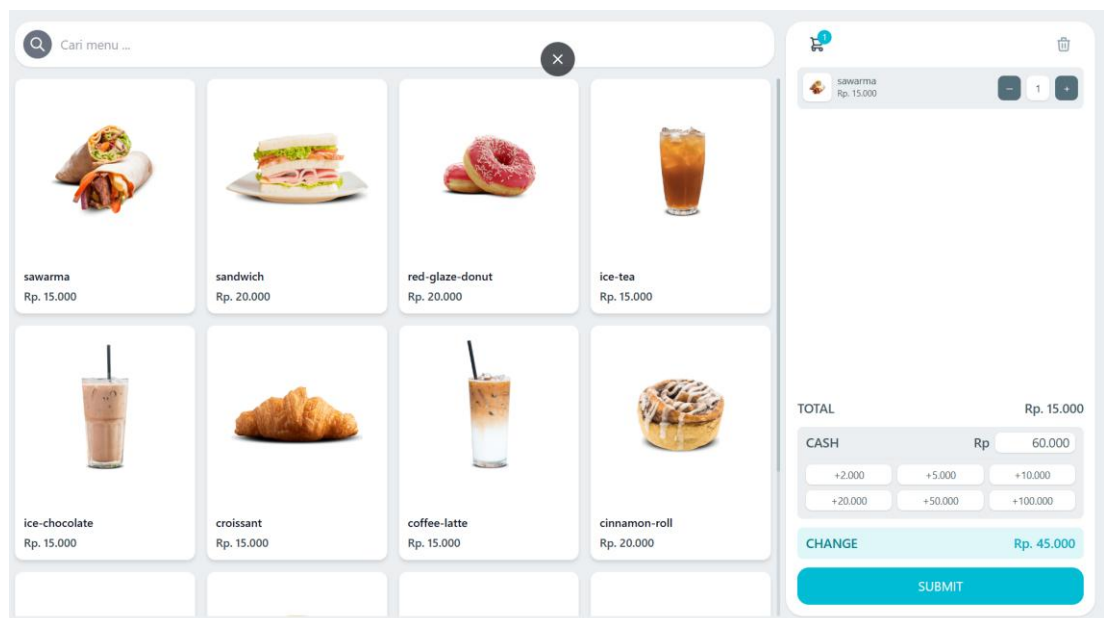 Cari menu ...
sawarma
Rp. 15.000
sandwich
Rp. 20.000
red-glaze-donut
Rp. 20.000
ice-tea
Rp. 15.000
ice-chocolate
Rp. 15.000
croissant
Rp. 15.000
coffee-latte
Rp. 15.000
cinnamon-roll
Rp. 20.000
1
sawarma
Rp. 15.000
– 1 +
TOTAL Rp. 15.000
CASH Rp 60.000
+2.000 +5.000 +10.000
+20.000 +50.000 +100.000
CHANGE Rp. 45.000
SUBMIT